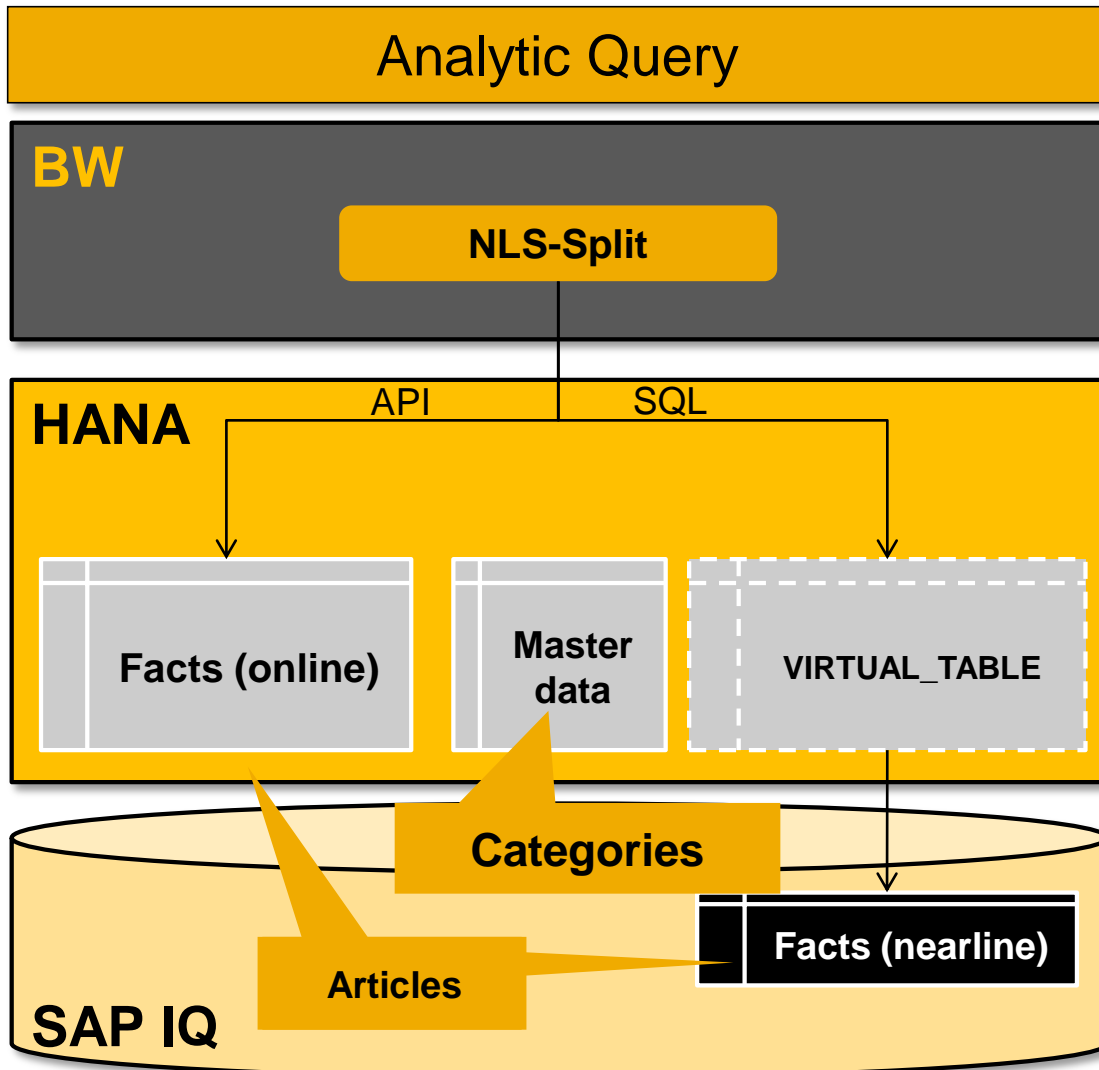 Analytic Query
BW
NLS-Split
API
SQL
HANA
Facts (online)
Master
data
VIRTUAL_TABLE
Categories
Facts (nearline)
Articles
SAP IQ